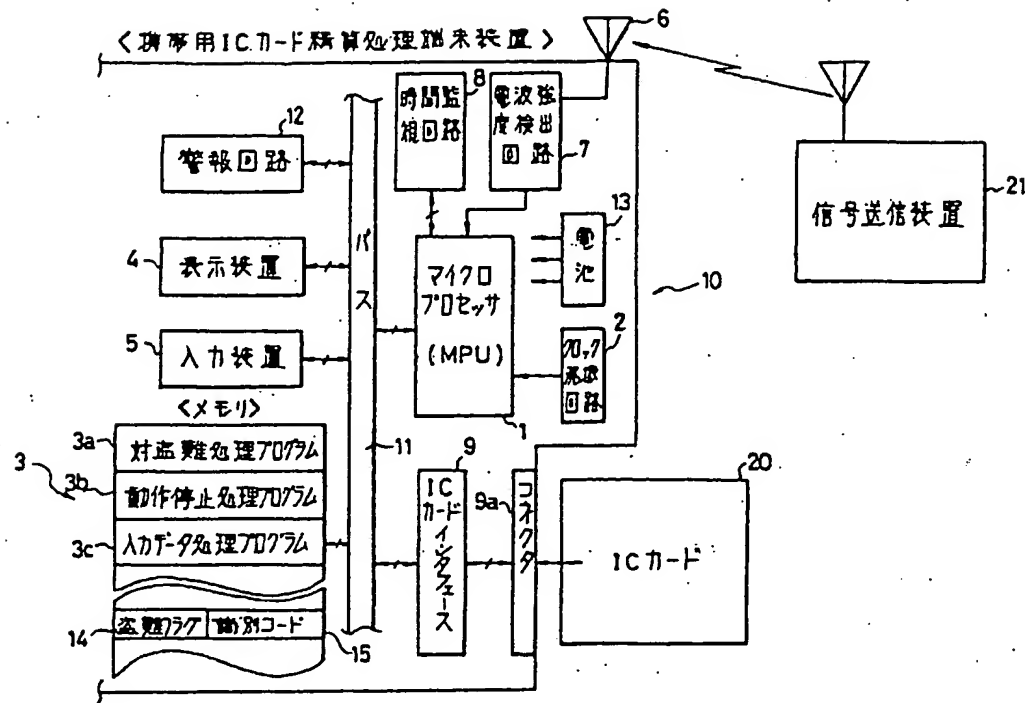 <携帯用ICカード精算処理端末装置>
6
8
時間監
視回路
電波強
度検出
回路
7
12
警報回路
信号送信装置
21
13
電
池
バ
ス
4
表示装置
マイクロ
プロセッサ
(MPU)
10
2
クロック
発振
回路
5
入力装置
1
<メモリ>
3
3a
対盗難処理プログラム
3b
動作停止処理プログラム
3c
入力データ処理プログラム
14
盗難フラグ
識別コード
15
11
9
IC
カードインタフェース
9a
コネクタ
20
ICカード